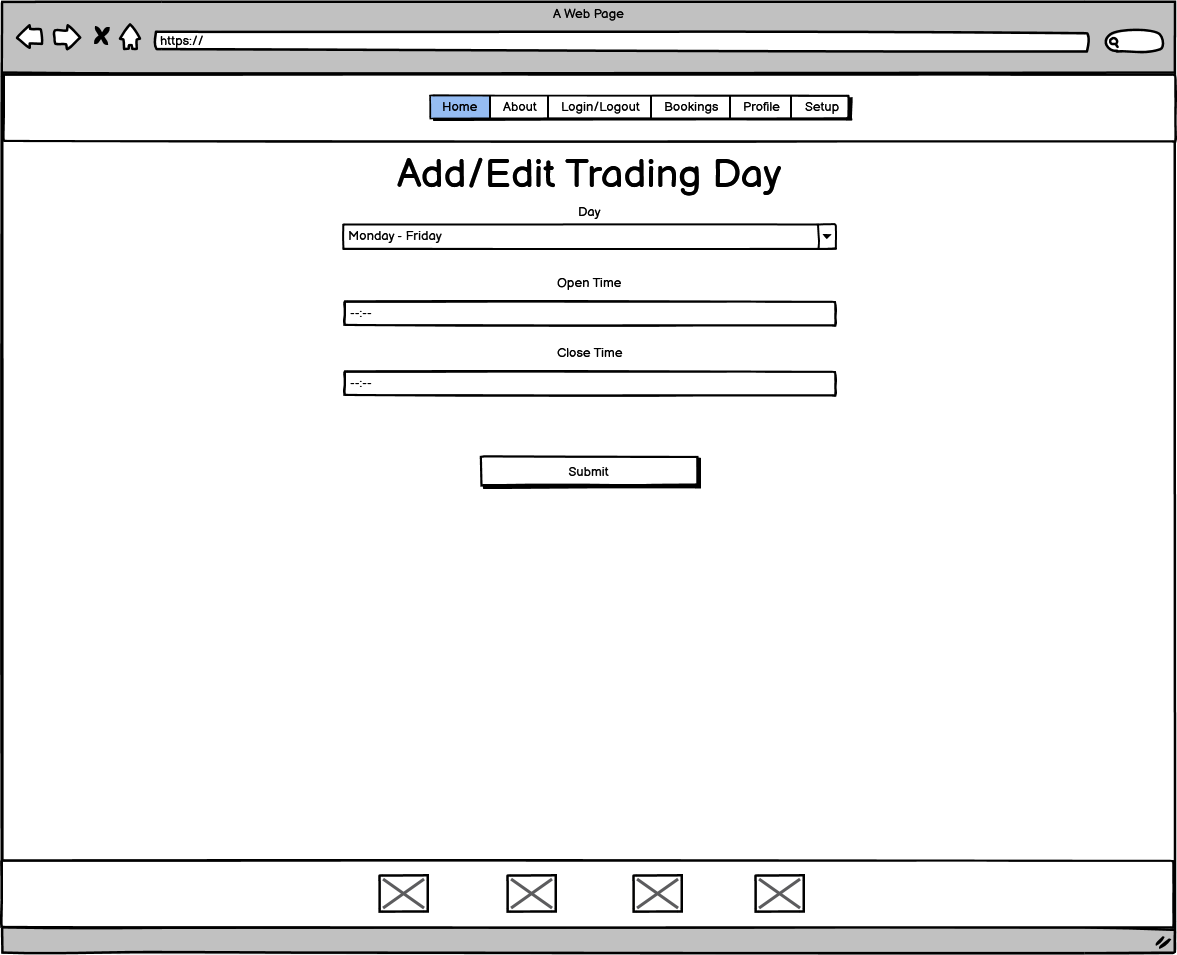 A Web Page
https://
Home About Login/Logout Bookings Profile Setup
Add/Edit Trading Day
Day
Monday - Friday
Open Time
--:--
Close Time
--:--
Submit